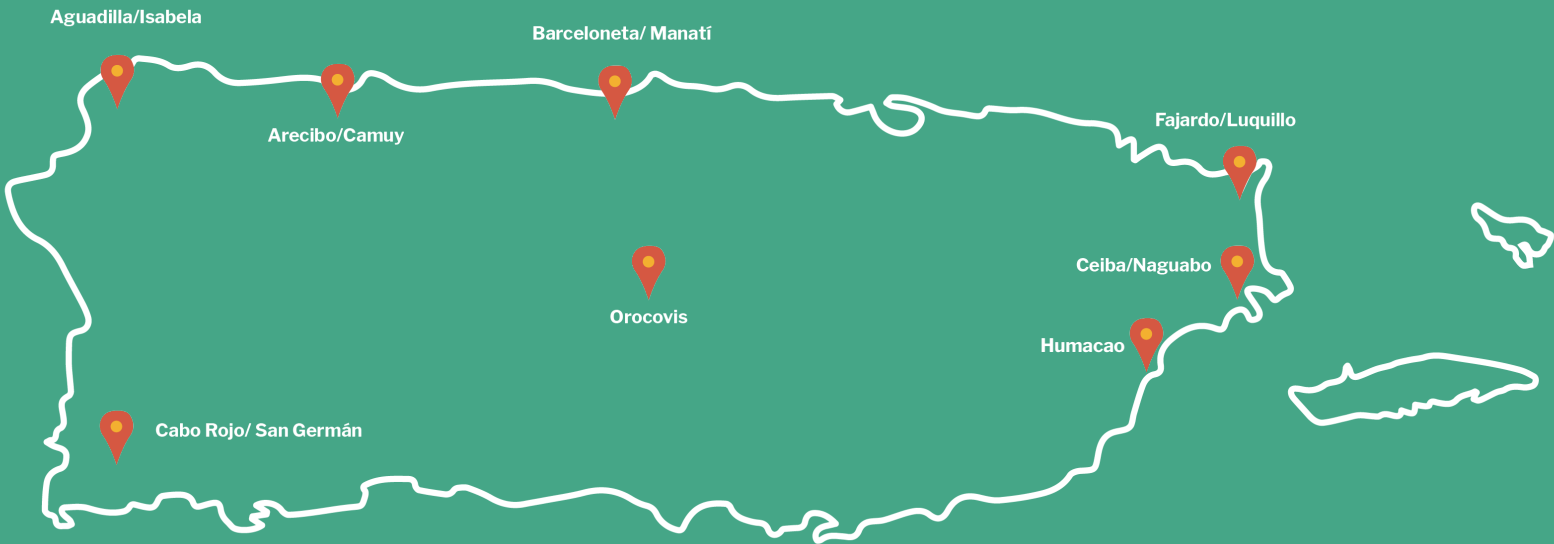 Aguadilla/Isabela
Barceloneta/ Manatí
Arecibo/Camuy
Fajardo/Luquillo
Ceiba/Naguabo
Orocovis
Humacao
Cabo Rojo/ San Germán